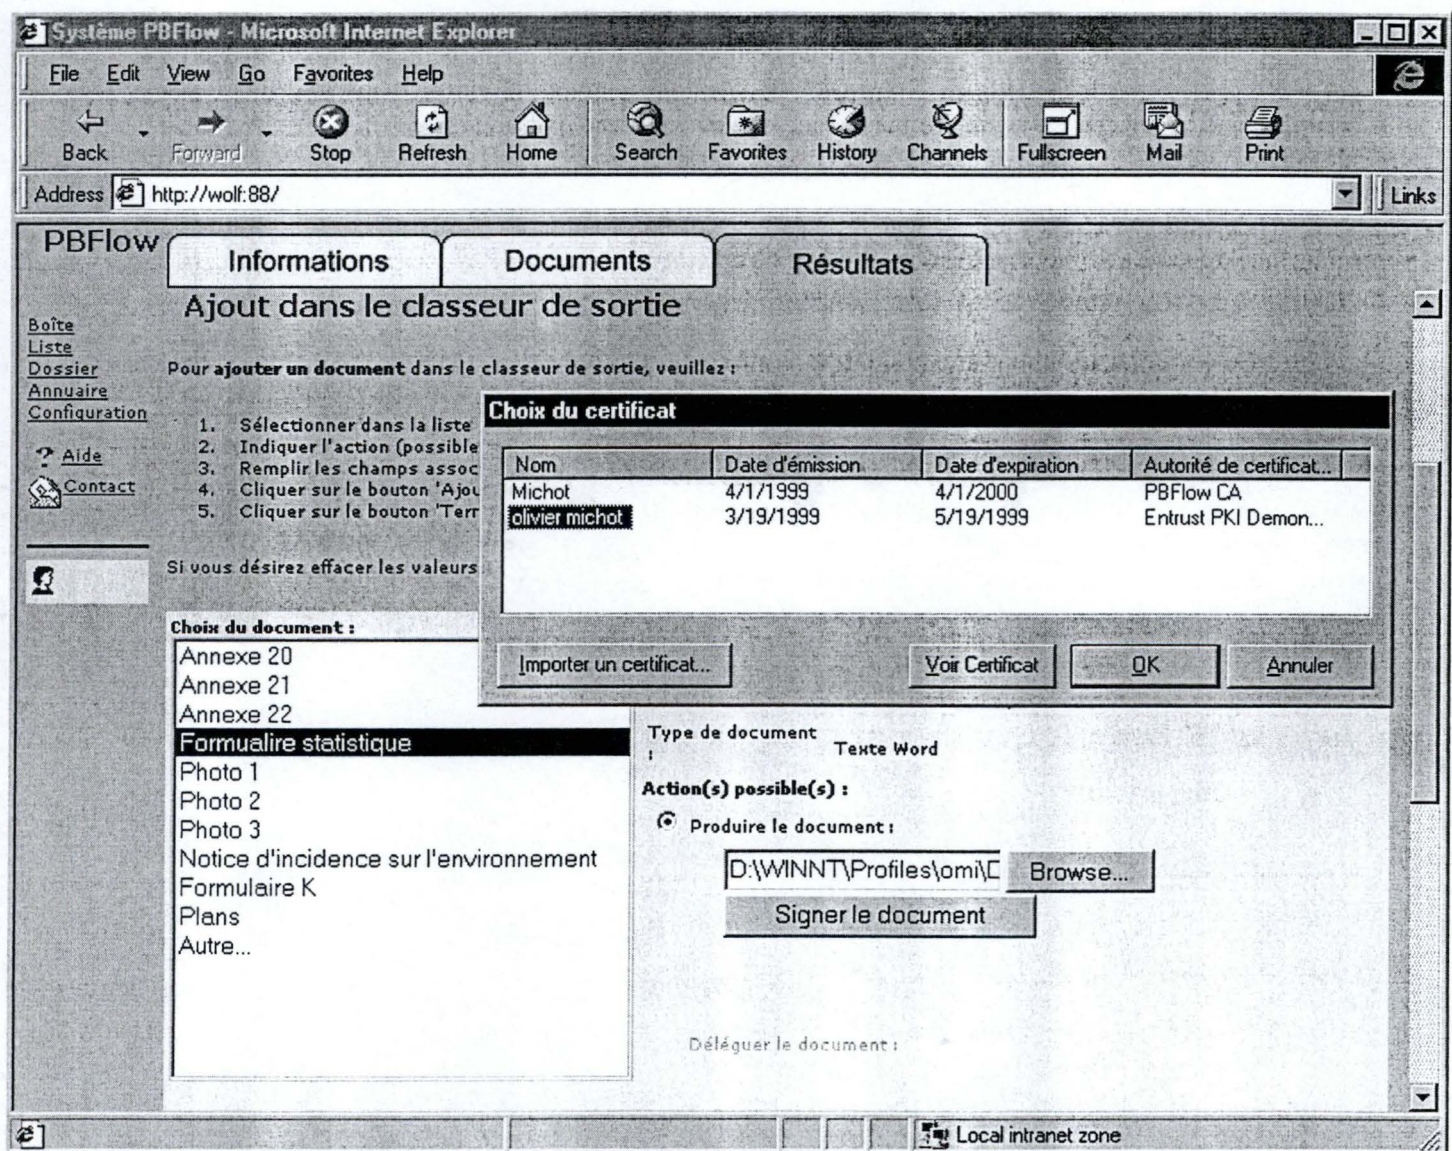 Système PBFlow - Microsoft Internet Explorer
File Edit View Go Favorites Help
Back Forward Stop Refresh Home Search Favorites History Channels Fullscreen Mail Print
Address http://wolf:88/ Links
PBFlow
Informations Documents Résultats
Ajout dans le classeur de sortie
Boîte
Liste
Dossier
Annuaire
Configuration
? Aide
Contact
Pour ajouter un document dans le classeur de sortie, veuillez :
1. Sélectionner dans la liste
2. Indiquer l'action (possible
3. Remplir les champs assoc
4. Cliquer sur le bouton 'Ajou
5. Cliquer sur le bouton 'Terr
Si vous désirez effacer les valeurs
Choix du certificat
Nom Date d'émission Date d'expiration Autorité de certificat...
Michot 4/1/1999 4/1/2000 PBFlow CA
olivier michot 3/19/1999 5/19/1999 Entrust PKI Demon...
Importer un certificat... Voir Certificat OK Annuler
Choix du document :
Annexe 20
Annexe 21
Annexe 22
Formualire statistique
Photo 1
Photo 2
Photo 3
Notice d'incidence sur l'environnement
Formulaire K
Plans
Autre...
Type de document
: Texte Word
Action(s) possible(s) :
Produire le document :
D:\WINNT\Profiles\omi\D Browse...
Signer le document
Déléguer le document :
Local intranet zone